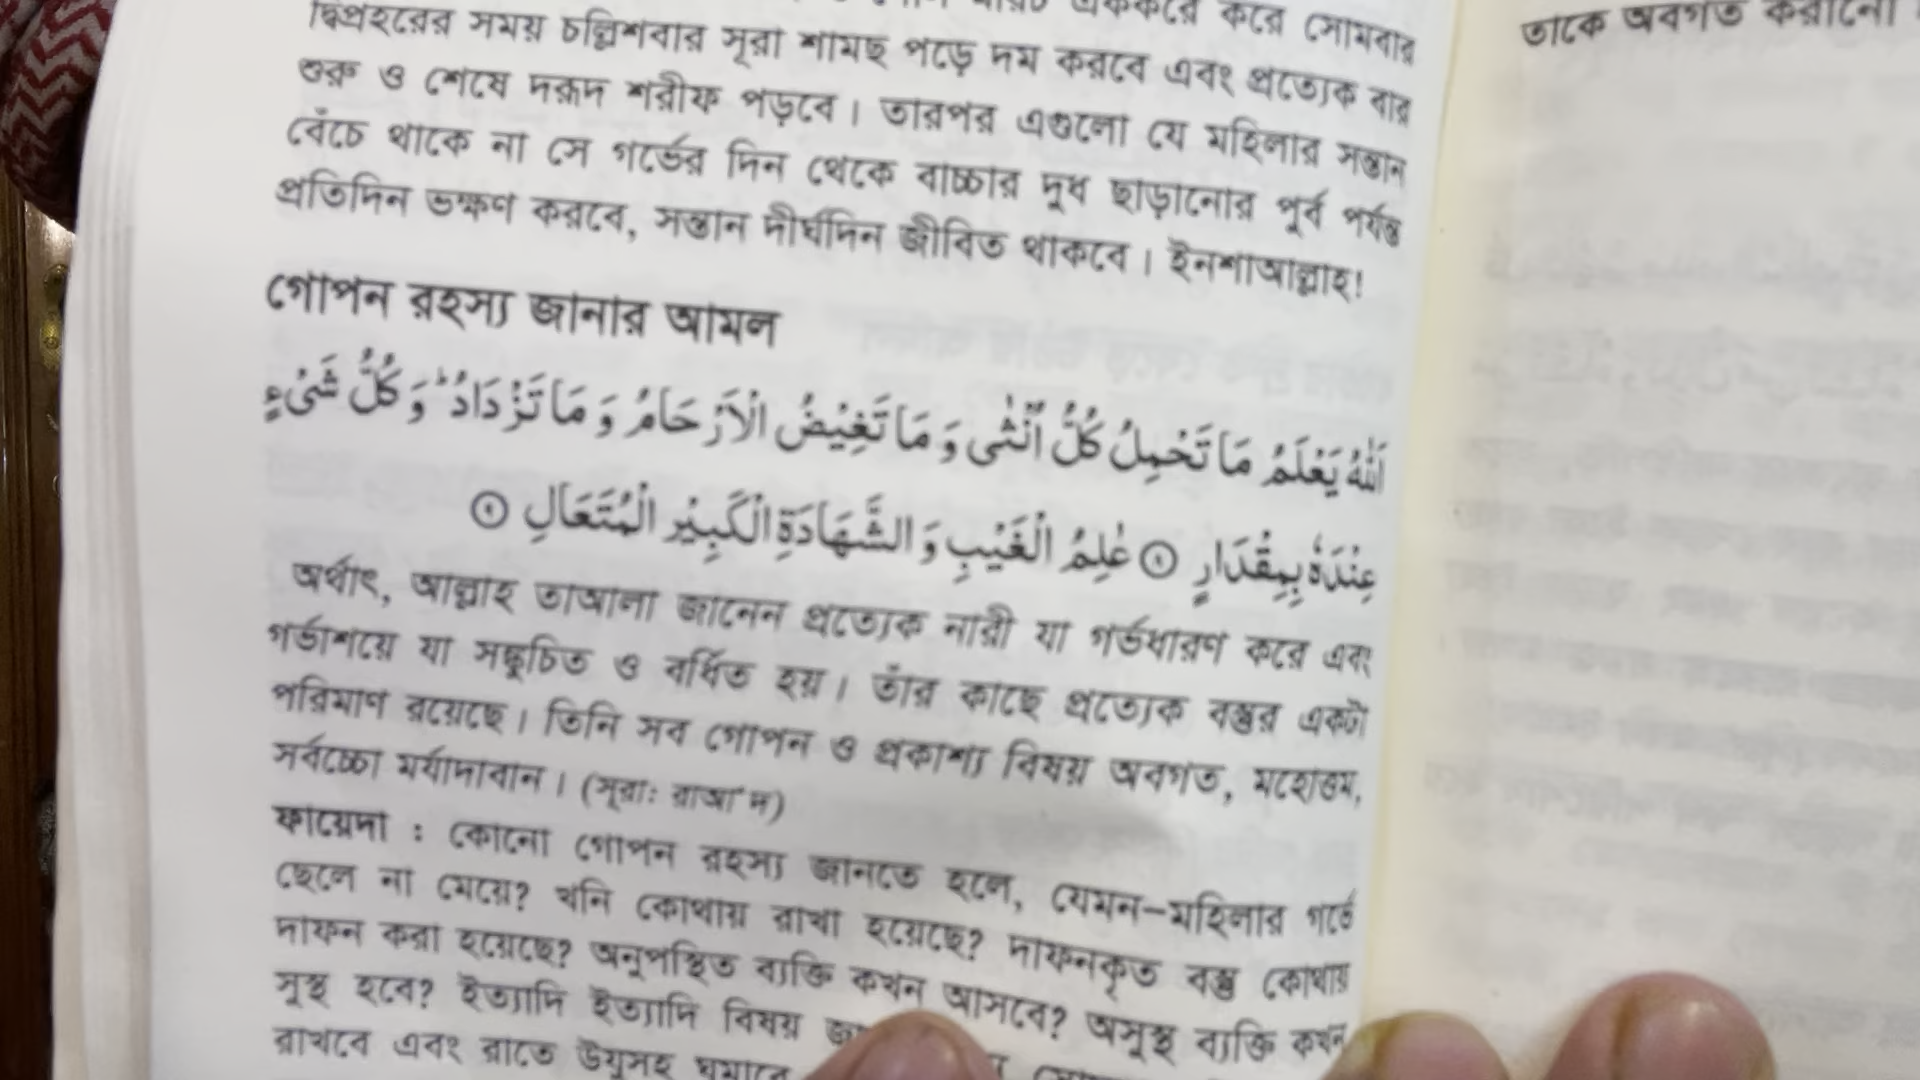 এককরে করে সোমবার
দ্বিপ্রহরের সময় চল্লিশবার সূরা শামছ পড়ে দম করবে এবং প্রত্যেক বার
শুরু ও শেষে দরূদ শরীফ পড়বে। তারপর এগুলো যে মহিলার সন্তান
বেঁচে থাকে না সে গর্ভের দিন থেকে বাচ্চার দুধ ছাড়ানোর পূর্ব পর্যন্ত
প্রতিদিন ভক্ষণ করবে, সন্তান দীর্ঘদিন জীবিত থাকবে। ইনশাআল্লাহ!
গোপন রহস্য জানার আমল
اَللّٰهُ يَعْلَمُ مَا تَحْمِلُ كُلُّ اُنْثٰى وَ مَا تَغِيْضُ الْاَرْحَامُ وَ مَا تَزْدَادُ ؕ وَ كُلُّ شَىْءٍ
عِنْدَهٗ بِمِقْدَارٍ ۝ عٰلِمُ الْغَيْبِ وَ الشَّهَادَةِ الْكَبِيْرُ الْمُتَعَالِ ۝
অর্থাৎ, আল্লাহ তাআলা জানেন প্রত্যেক নারী যা গর্ভধারণ করে এবং
গর্ভাশয়ে যা সঙ্কুচিত ও বর্ধিত হয়। তাঁর কাছে প্রত্যেক বস্তুর একটা
পরিমাণ রয়েছে। তিনি সব গোপন ও প্রকাশ্য বিষয় অবগত, মহোত্তম,
সর্বচ্চো মর্যাদাবান। (সূরা: রাআ'দ)
ফায়েদা : কোনো গোপন রহস্য জানতে হলে, যেমন-মহিলার গর্ভে
ছেলে না মেয়ে? খনি কোথায় রাখা হয়েছে? দাফনকৃত বস্তু কোথায়
দাফন করা হয়েছে? অনুপস্থিত ব্যক্তি কখন আসবে? অসুস্থ ব্যক্তি কখন
সুস্থ হবে? ইত্যাদি ইত্যাদি বিষয়
রাখবে এবং রাতে উযুসহ ঘুমাবে
তাকে অবগত করানো